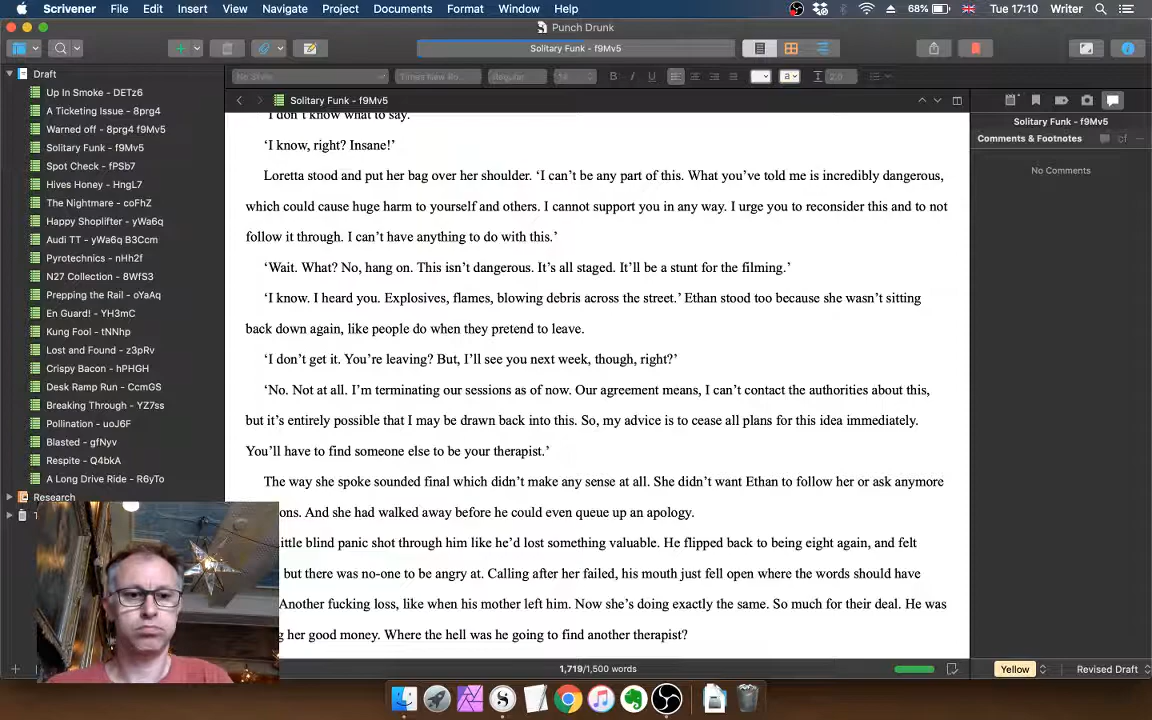 Scrivener File Edit Insert View Navigate Project Documents Format Window Help 68% Tue 17:10 Writer
Punch Drunk
Solitary Funk - f9Mv5
No Style Regular B I U a
Draft
Solitary Funk - f9Mv5
Up In Smoke - DETz6
A Ticketing Issue - 8prg4
Warned off - 8prg4 f9Mv5
Solitary Funk - f9Mv5
Spot Check - fPSb7
Hives Honey - HngL7
The Nightmare - coFhZ
Happy Shoplifter - yWa6q
Audi TT - yWa6q B3Ccm
Pyrotechnics - nHh2f
N27 Collection - 8WfS3
Prepping the Rail - oYaAq
En Guard! - YH3mC
Kung Fool - tNNhp
Lost and Found - z3pRv
Crispy Bacon - hPHGH
Desk Ramp Run - CcmGS
Breaking Through - YZ7ss
Pollination - uoJ6F
Blasted - gfNyv
Respite - Q4bkA
A Long Drive Ride - R6yTo
Research
T
I don't know what to say.
‘I know, right? Insane!’
Loretta stood and put her bag over her shoulder. ‘I can’t be any part of this. What you’ve told me is incredibly dangerous,
which could cause huge harm to yourself and others. I cannot support you in any way. I urge you to reconsider this and to not
follow it through. I can’t have anything to do with this.’
‘Wait. What? No, hang on. This isn’t dangerous. It’s all staged. It’ll be a stunt for the filming.’
‘I know. I heard you. Explosives, flames, blowing debris across the street.’ Ethan stood too because she wasn’t sitting
back down again, like people do when they pretend to leave.
‘I don’t get it. You’re leaving? But, I’ll see you next week, though, right?’
‘No. Not at all. I’m terminating our sessions as of now. Our agreement means, I can’t contact the authorities about this,
but it’s entirely possible that I may be drawn back into this. So, my advice is to cease all plans for this idea immediately.
You’ll have to find someone else to be your therapist.’
The way she spoke sounded final which didn’t make any sense at all. She didn’t want Ethan to follow her or ask anymore
ons. And she had walked away before he could even queue up an apology.
ittle blind panic shot through him like he’d lost something valuable. He flipped back to being eight again, and felt
but there was no-one to be angry at. Calling after her failed, his mouth just fell open where the words should have
Another fucking loss, like when his mother left him. Now she’s doing exactly the same. So much for their deal. He was
g her good money. Where the hell was he going to find another therapist?
1,719/1,500 words
Solitary Funk - f9Mv5
Comments & Footnotes cf
No Comments
Yellow Revised Draft